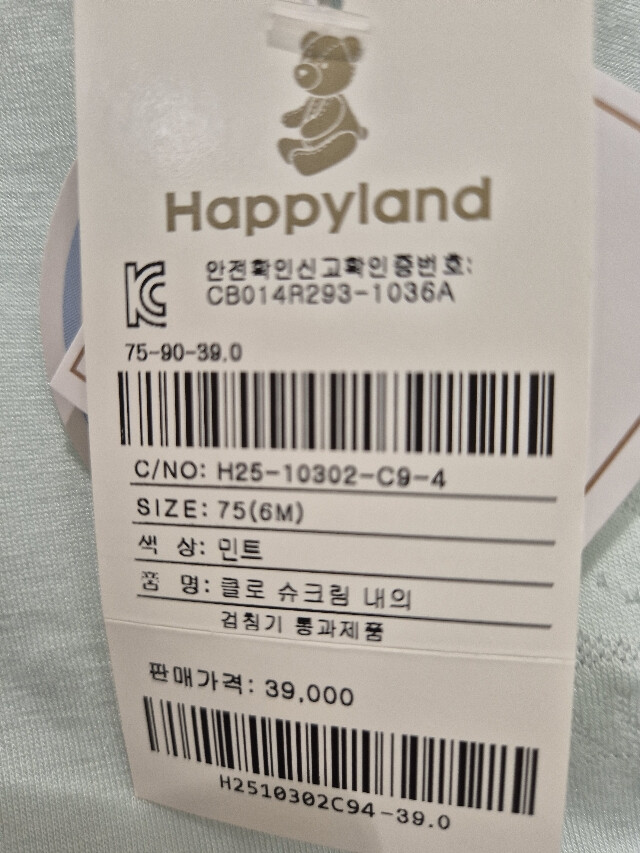 Happyland
안전확인신고확인증번호:
CB014R293-1036A
75-90-39.0
C/NO: H25-10302-C9-4
SIZE: 75(6M)
색 상: 민트
품 명: 클로 슈크림 내의
검침기 통과제품
판매가격: 39,000
H2510302C94-39.0